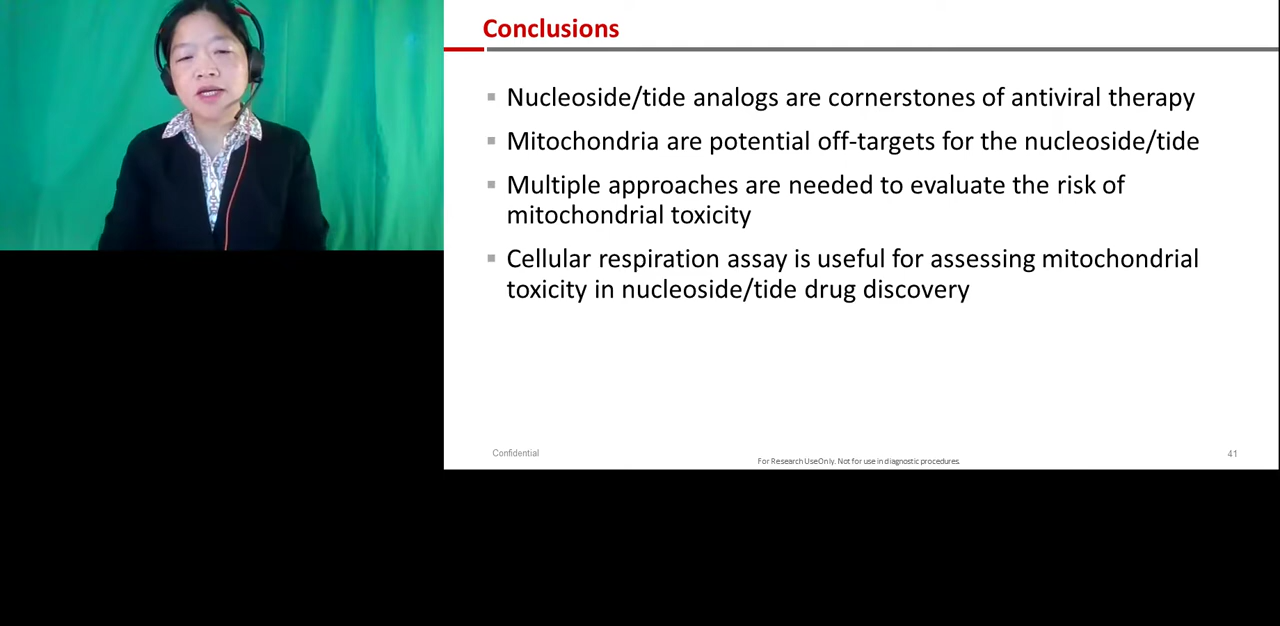 Conclusions
Nucleoside/tide analogs are cornerstones of antiviral therapy
Mitochondria are potential off-targets for the nucleoside/tide
Multiple approaches are needed to evaluate the risk of
mitochondrial toxicity
Cellular respiration assay is useful for assessing mitochondrial
toxicity in nucleoside/tide drug discovery
Confidential
For Research UseOnly. Not for use in diagnostic procedures.
41